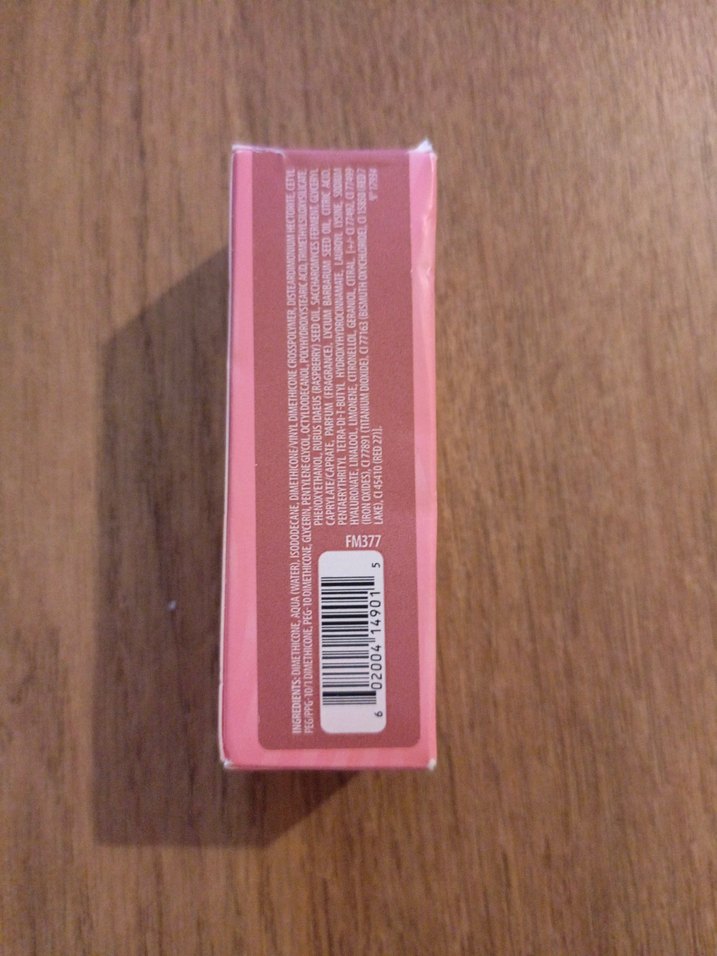 INGREDIENTS: DIMETHICONE, AQUA (WATER), ISODODECANE, DIMETHICONE/VINYL DIMETHICONE CROSSPOLYMER, DISTEARDIMONIUM HECTORITE, CETYL
PEG/PPG-10/1 DIMETHICONE, PEG-10 DIMETHICONE, GLYCERIN, PENTYLENE GLYCOL, OCTYLDODECANOL, POLYHYDROXYSTEARIC ACID, TRIMETHYLSILOXYSILICATE,
PHENOXYETHANOL, RUBUS IDAEUS (RASPBERRY) SEED OIL, SACCHAROMYCES FERMENT, GLYCERYL
CAPRYLATE/CAPRATE, PARFUM (FRAGRANCE), LYCIUM BARBARUM SEED OIL, CITRIC ACID,
PENTAERYTHRITYL TETRA-DI-T-BUTYL HYDROXYHYDROCINNAMATE, LAUROYL LYSINE, SODIUM
HYALURONATE, LINALOOL, LIMONENE, CITRONELLOL, GERANIOL, CITRAL, [+/- CI 77492, CI 77499
(IRON OXIDES), CI 77891 (TITANIUM DIOXIDE), CI 77163 (BISMUTH OXYCHLORIDE), CI 15850 (RED 7
LAKE), CI 45410 (RED 27)].
FM377
6 02004 14901 5